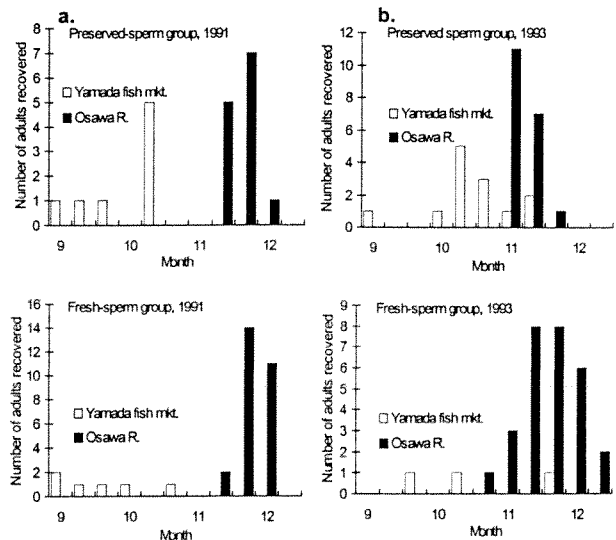 a.
Preserved-sperm group, 1991
Number of adults recovered
8
7
6
5
4
3
2
1
0
Yamada fish mkt.
Osawa R.
9 10 11 12
Month
b.
Preserved sperm group, 1993
Number of adults recovered
12
10
8
6
4
2
0
Yamada fish mkt.
Osawa R.
9 10 11 12
Month
Fresh-sperm group, 1991
Number of adults recovered
16
14
12
10
8
6
4
2
0
Yamada fish mkt.
Osawa R.
9 10 11 12
Month
Fresh-sperm group, 1993
Number of adults recovered
9
8
7
6
5
4
3
2
1
0
Yamada fish mkt.
Osawa R.
9 10 11 12
Month